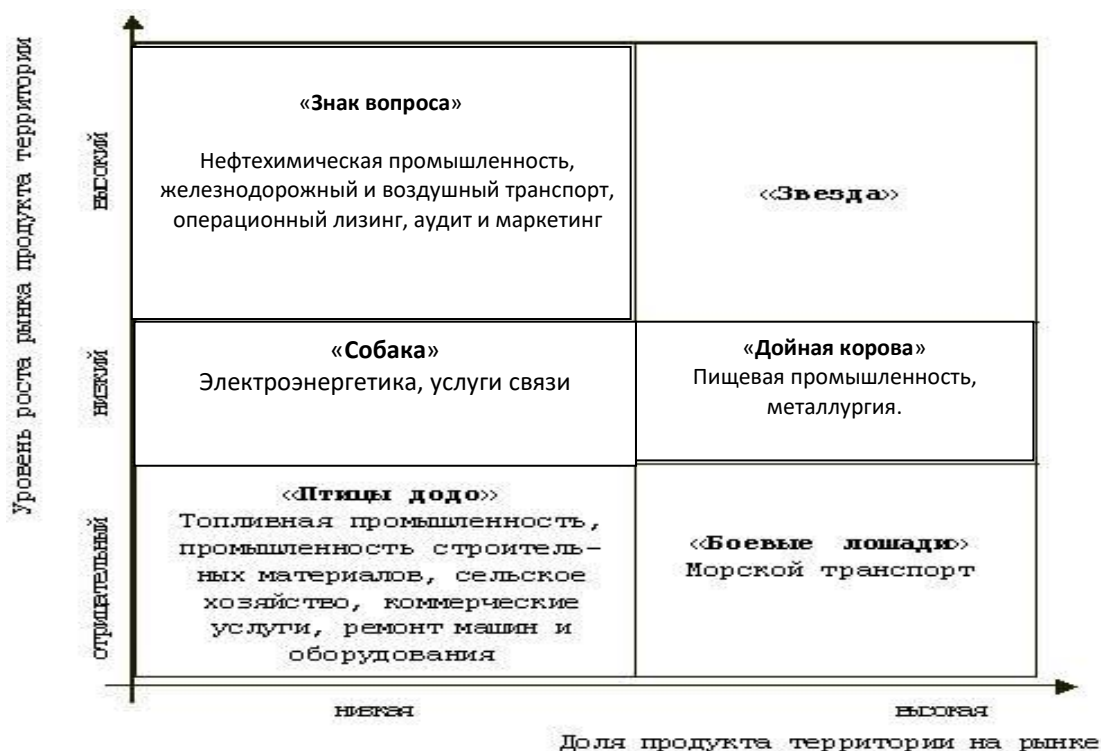 Уровень роста рынка продукта территории
высокий
«Знак вопроса»
Нефтехимическая промышленность,
железнодорожный и воздушный транспорт,
операционный лизинг, аудит и маркетинг
«Звезда»
низкий
«Собака»
Электроэнергетика, услуги связи
«Дойная корова»
Пищевая промышленность,
металлургия.
отрицательный
«Птицы додо»
Топливная промышленность,
промышленность строитель-
ных материалов, сельское
хозяйство, коммерческие
услуги, ремонт машин и
оборудования
«Боевые лошади»
Морской транспорт
низкая
высокая
Доля продукта территории на рынке